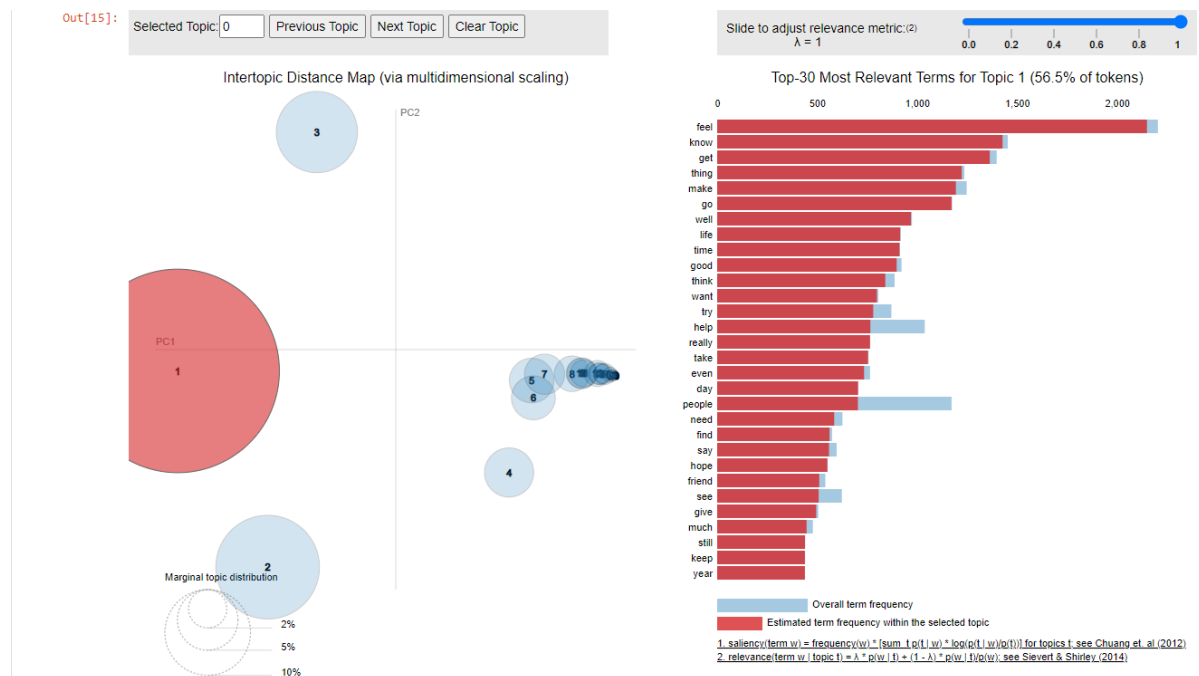 Out[15]:
Selected Topic: 0 Previous Topic Next Topic Clear Topic
Slide to adjust relevance metric:(2)
λ = 1
0.0 0.2 0.4 0.6 0.8 1
Intertopic Distance Map (via multidimensional scaling)
PC2
3
PC1
1
5
7
8
6
4
2
Marginal topic distribution
2%
5%
10%
Top-30 Most Relevant Terms for Topic 1 (56.5% of tokens)
0 500 1,000 1,500 2,000
feel
know
get
thing
make
go
well
life
time
good
think
want
try
help
really
take
even
day
people
need
find
say
hope
friend
see
give
much
still
keep
year
Overall term frequency
Estimated term frequency within the selected topic
1. saliency(term w) = frequency(w) * [sum_t p(t | w) * log(p(t | w)/p(t))] for topics t; see Chuang et. al (2012)
2. relevance(term w | topic t) = λ * p(w | t) + (1 - λ) * p(w | t)/p(w); see Sievert & Shirley (2014)